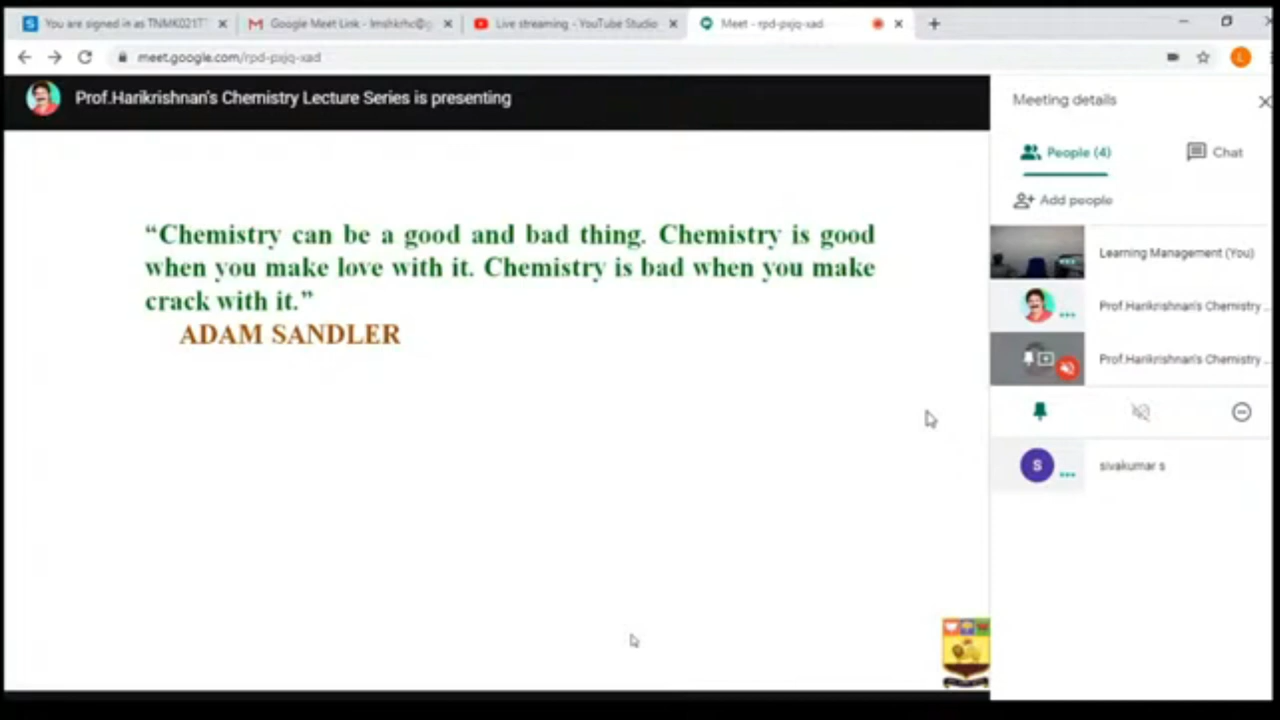 You are signed in as TNMK021T
Google Meet Link - lmshkrhc@g
Live streaming - YouTube Studio
Meet - rpd-pxjq-xad
meet.google.com/rpd-pxjq-xad
L
Prof.Harikrishnan's Chemistry Lecture Series is presenting
Meeting details
People (4)
Chat
Add people
“Chemistry can be a good and bad thing. Chemistry is good
when you make love with it. Chemistry is bad when you make
crack with it.”
ADAM SANDLER
Learning Management (You)
Prof.Harikrishnan's Chemistry ...
Prof.Harikrishnan's Chemistry ...
S
sivakumar s